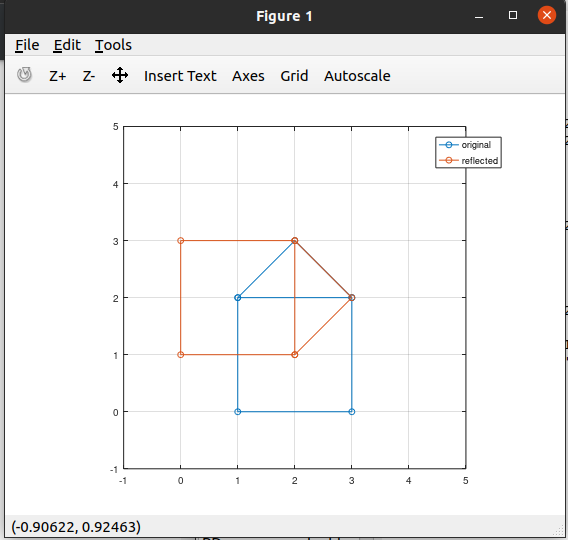 Figure 1
File Edit Tools
Z+ Z- Insert Text Axes Grid Autoscale
original
reflected
5
4
3
2
1
0
-1
-1 0 1 2 3 4 5
(-0.90622, 0.92463)